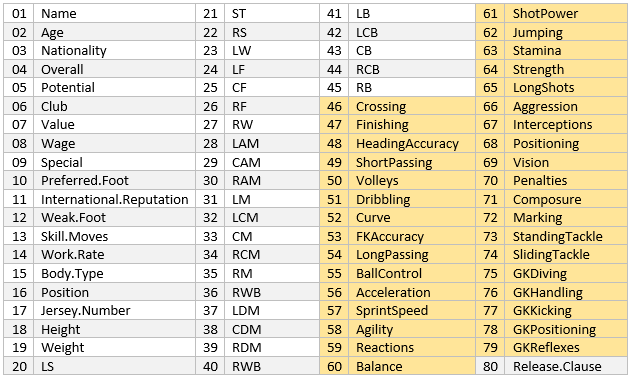 01 Name 21 ST 41 LB 61 ShotPower
02 Age 22 RS 42 LCB 62 Jumping
03 Nationality 23 LW 43 CB 63 Stamina
04 Overall 24 LF 44 RCB 64 Strength
05 Potential 25 CF 45 RB 65 LongShots
06 Club 26 RF 46 Crossing 66 Aggression
07 Value 27 RW 47 Finishing 67 Interceptions
08 Wage 28 LAM 48 HeadingAccuracy 68 Positioning
09 Special 29 CAM 49 ShortPassing 69 Vision
10 Preferred.Foot 30 RAM 50 Volleys 70 Penalties
11 International.Reputation 31 LM 51 Dribbling 71 Composure
12 Weak.Foot 32 LCM 52 Curve 72 Marking
13 Skill.Moves 33 CM 53 FKAccuracy 73 StandingTackle
14 Work.Rate 34 RCM 54 LongPassing 74 SlidingTackle
15 Body.Type 35 RM 55 BallControl 75 GKDiving
16 Position 36 RWB 56 Acceleration 76 GKHandling
17 Jersey.Number 37 LDM 57 SprintSpeed 77 GKKicking
18 Height 38 CDM 58 Agility 78 GKPositioning
19 Weight 39 RDM 59 Reactions 79 GKReflexes
20 LS 40 RWB 60 Balance 80 Release.Clause